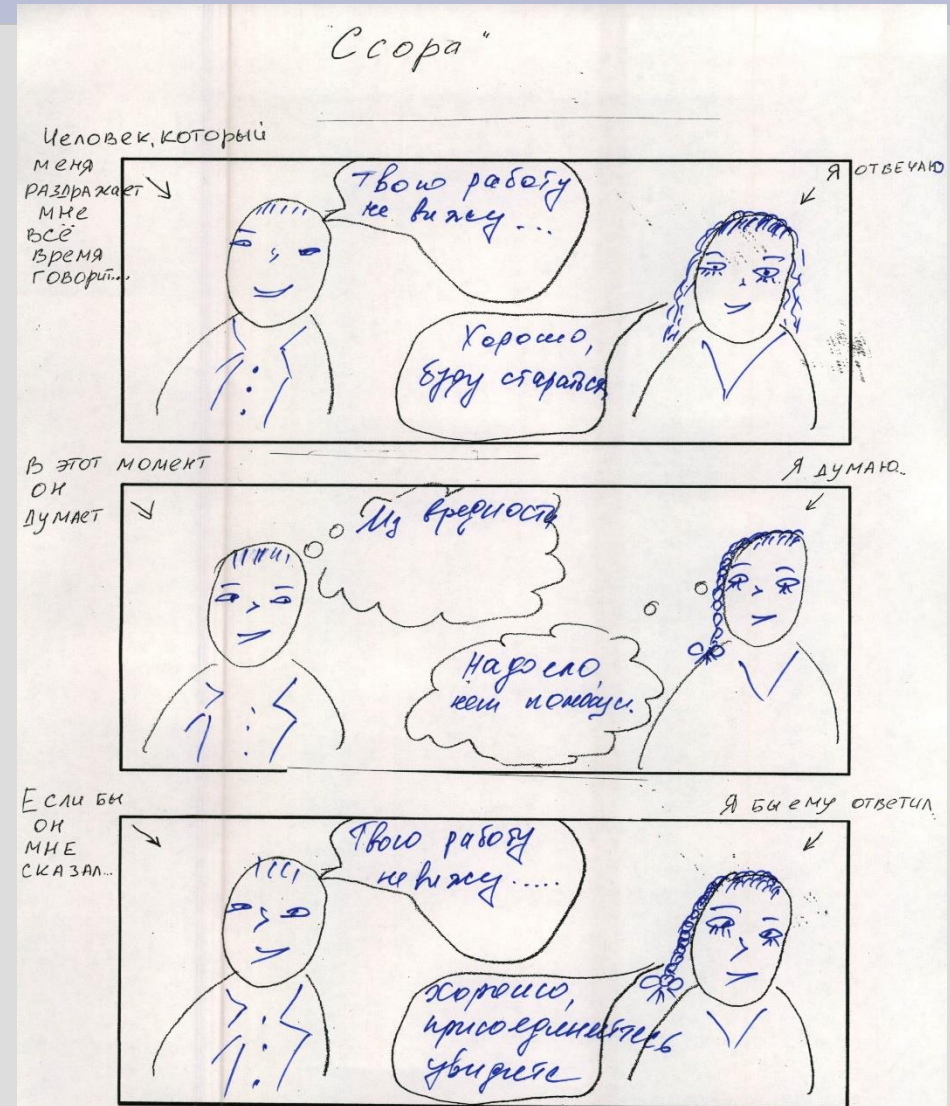 Ссора"
Человек, который
меня
раздражает
мне
всё
время
говорит...
Твою работу
не вижу ...
Я отвечаю
Хорошо,
буду стараться
В этот момент
он
думает
Из вредности
Я думаю..
Надоело,
нет помощи.
Если бы
он
мне
сказал...
Твою работу
не вижу .....
Я бы ему ответил
хорошо,
присоединяйтесь
увидите